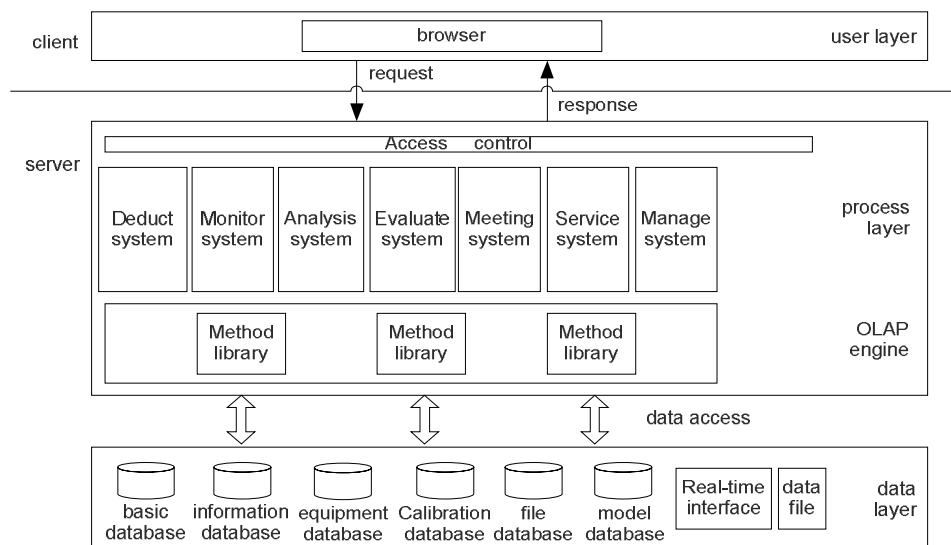 client
browser
user layer
request
response
server
Access control
Deduct
system
Monitor
system
Analysis
system
Evaluate
system
Meeting
system
Service
system
Manage
system
process
layer
Method
library
Method
library
Method
library
OLAP
engine
data access
basic
database
information
database
equipment
database
Calibration
database
file
database
model
database
Real-time
interface
data
file
data
layer